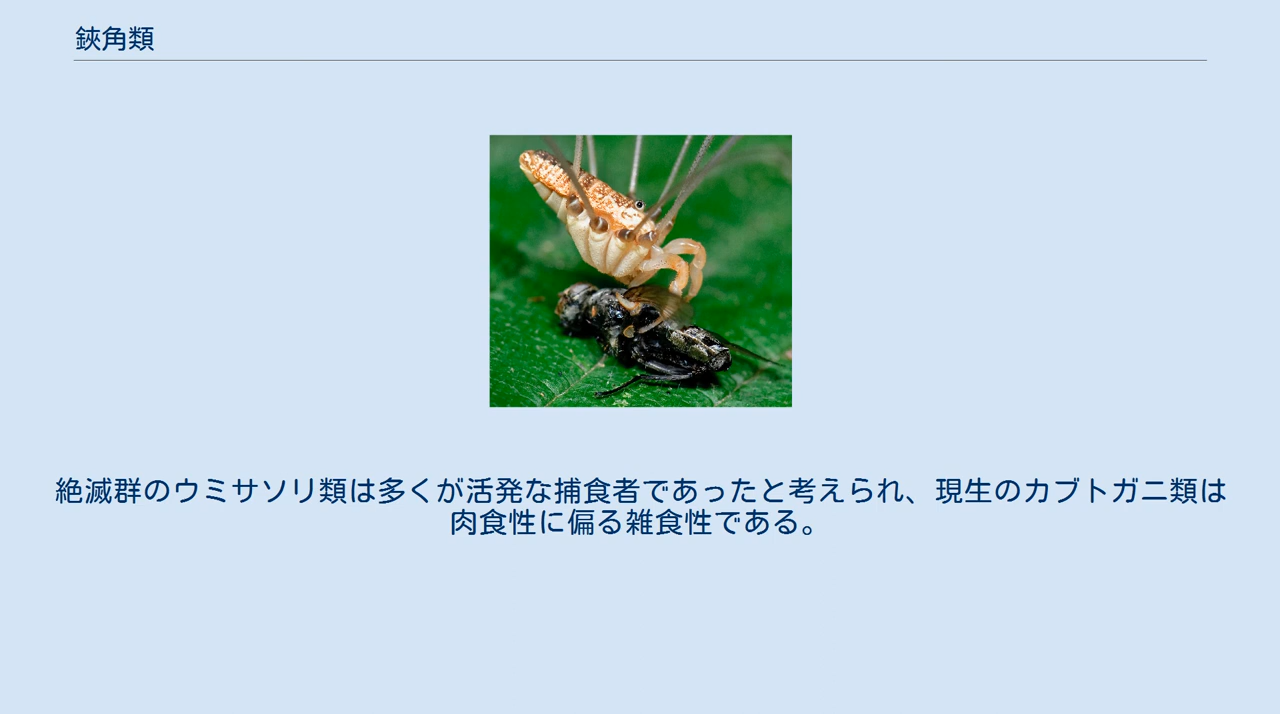 鋏角類
絶滅群のウミサソリ類は多くが活発な捕食者であったと考えられ、現生のカブトガニ類は
肉食性に偏る雑食性である。